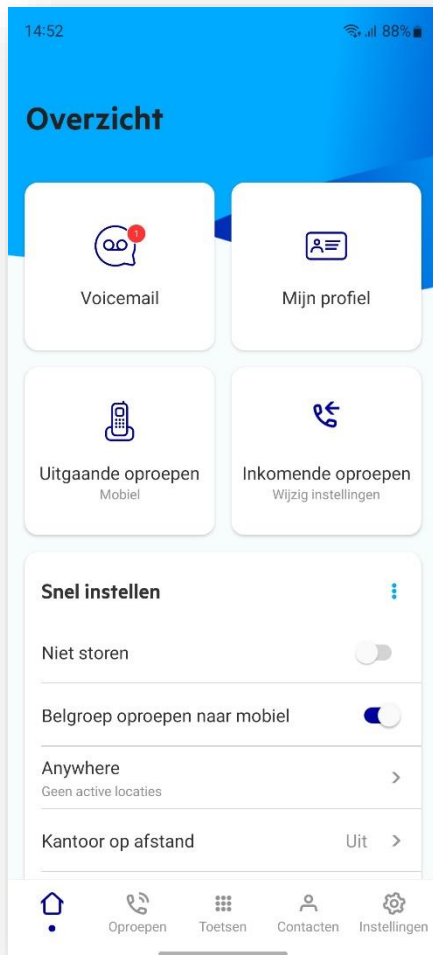 14:52
88%
Overzicht
1
Voicemail
Mijn profiel
Uitgaande oproepen
Mobiel
Inkomende oproepen
Wijzig instellingen
Snel instellen
Niet storen
Belgroep oproepen naar mobiel
Anywhere
Geen active locaties
Kantoor op afstand
Uit
Oproepen
Toetsen
Contacten
Instellingen